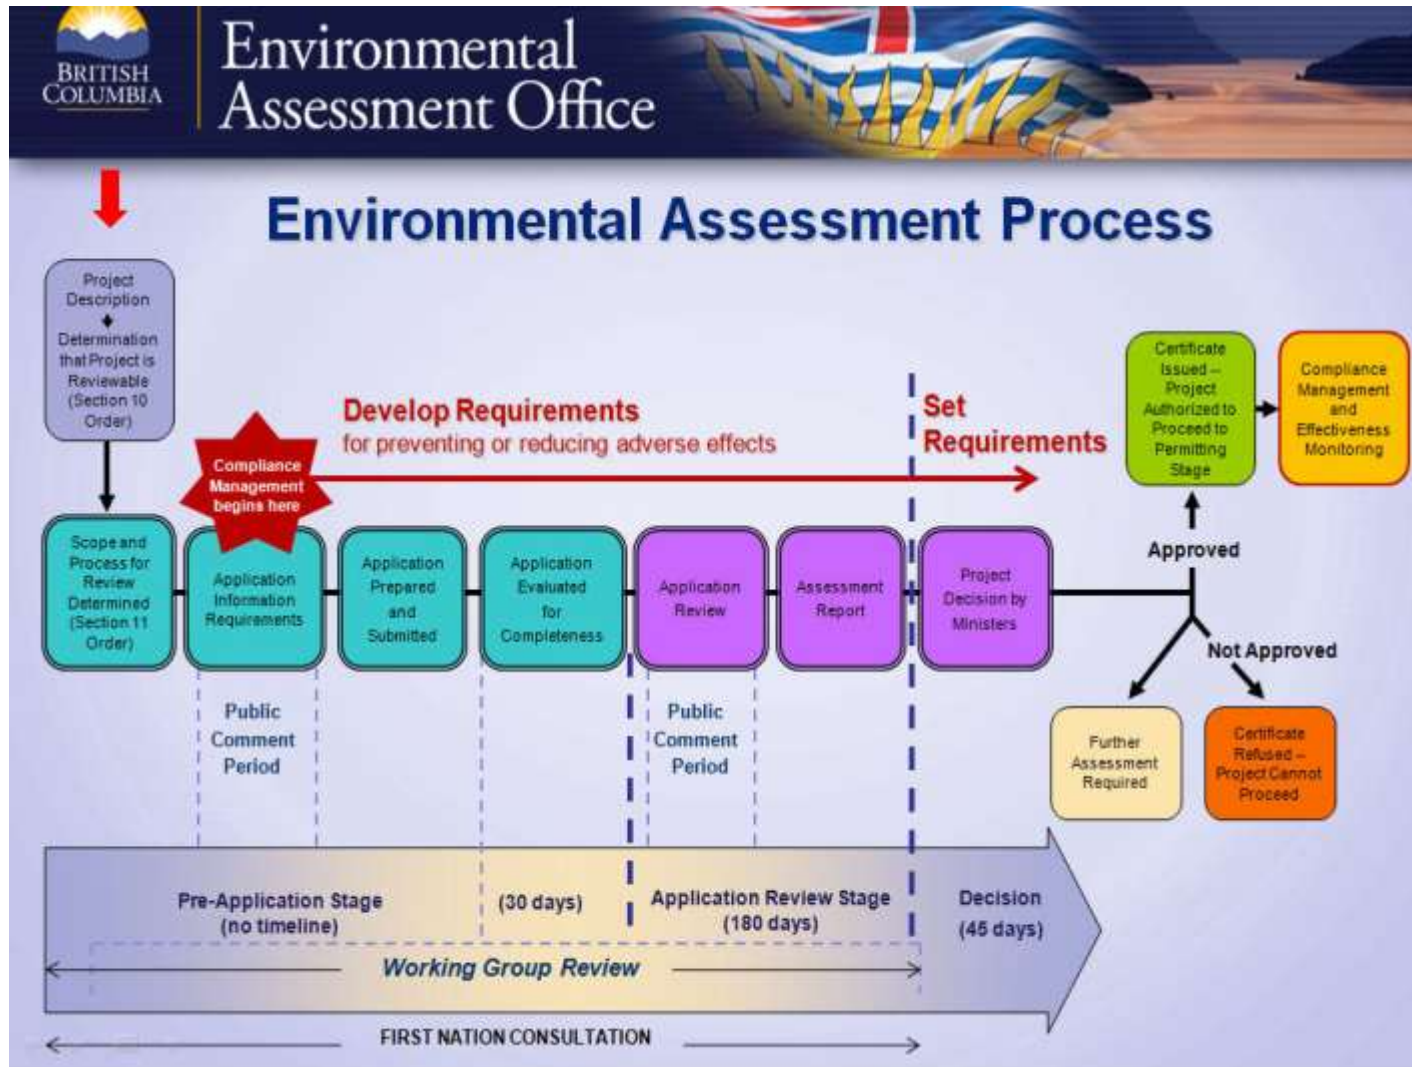 BRITISH
COLUMBIA
Environmental
Assessment Office
Environmental Assessment Process
Project
Description
Determination
that Project is
Reviewable
(Section 10
Order)
Develop Requirements
for preventing or reducing adverse effects
Set
Requirements
Compliance
Management
begins here
Certificate
Issued –
Project
Authorized to
Proceed to
Permitting
Stage
Compliance
Management
and
Effectiveness
Monitoring
Scope and
Process for
Review
Determined
(Section 11
Order)
Application
Information
Requirements
Application
Prepared
and
Submitted
Application
Evaluated
for
Completeness
Application
Review
Assessment
Report
Project
Decision by
Ministers
Approved
Not Approved
Further
Assessment
Required
Certificate
Refused –
Project Cannot
Proceed
Public
Comment
Period
Public
Comment
Period
Pre-Application Stage
(no timeline)
(30 days)
Application Review Stage
(180 days)
Decision
(45 days)
Working Group Review
FIRST NATION CONSULTATION